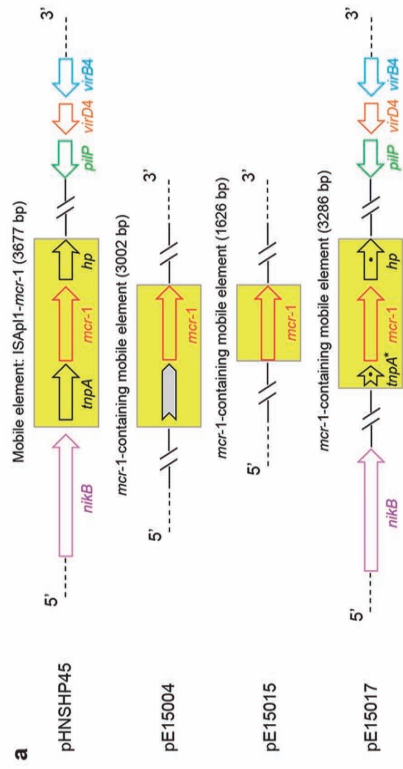 a
Mobile element: ISApl1-mcr-1 (3677 bp)
pHNSHP45
5' 3'
nikB tnpA mcr-1 hp pilP virD4 virB4
mcr-1-containing mobile element (3002 bp)
pE15004
5' 3'
mcr-1
mcr-1-containing mobile element (1626 bp)
pE15015
5' 3'
mcr-1
mcr-1-containing mobile element (3286 bp)
pE15017
5' 3'
nikB tnpA* mcr-1 hp pilP virD4 virB4